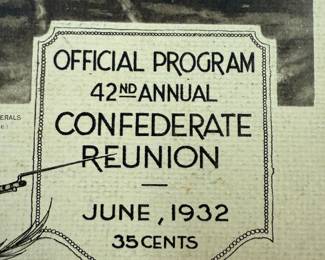 OFFICIAL PROGRAM
42ND ANNUAL
CONFEDERATE
REUNION
—
JUNE, 1932
35 CENTS